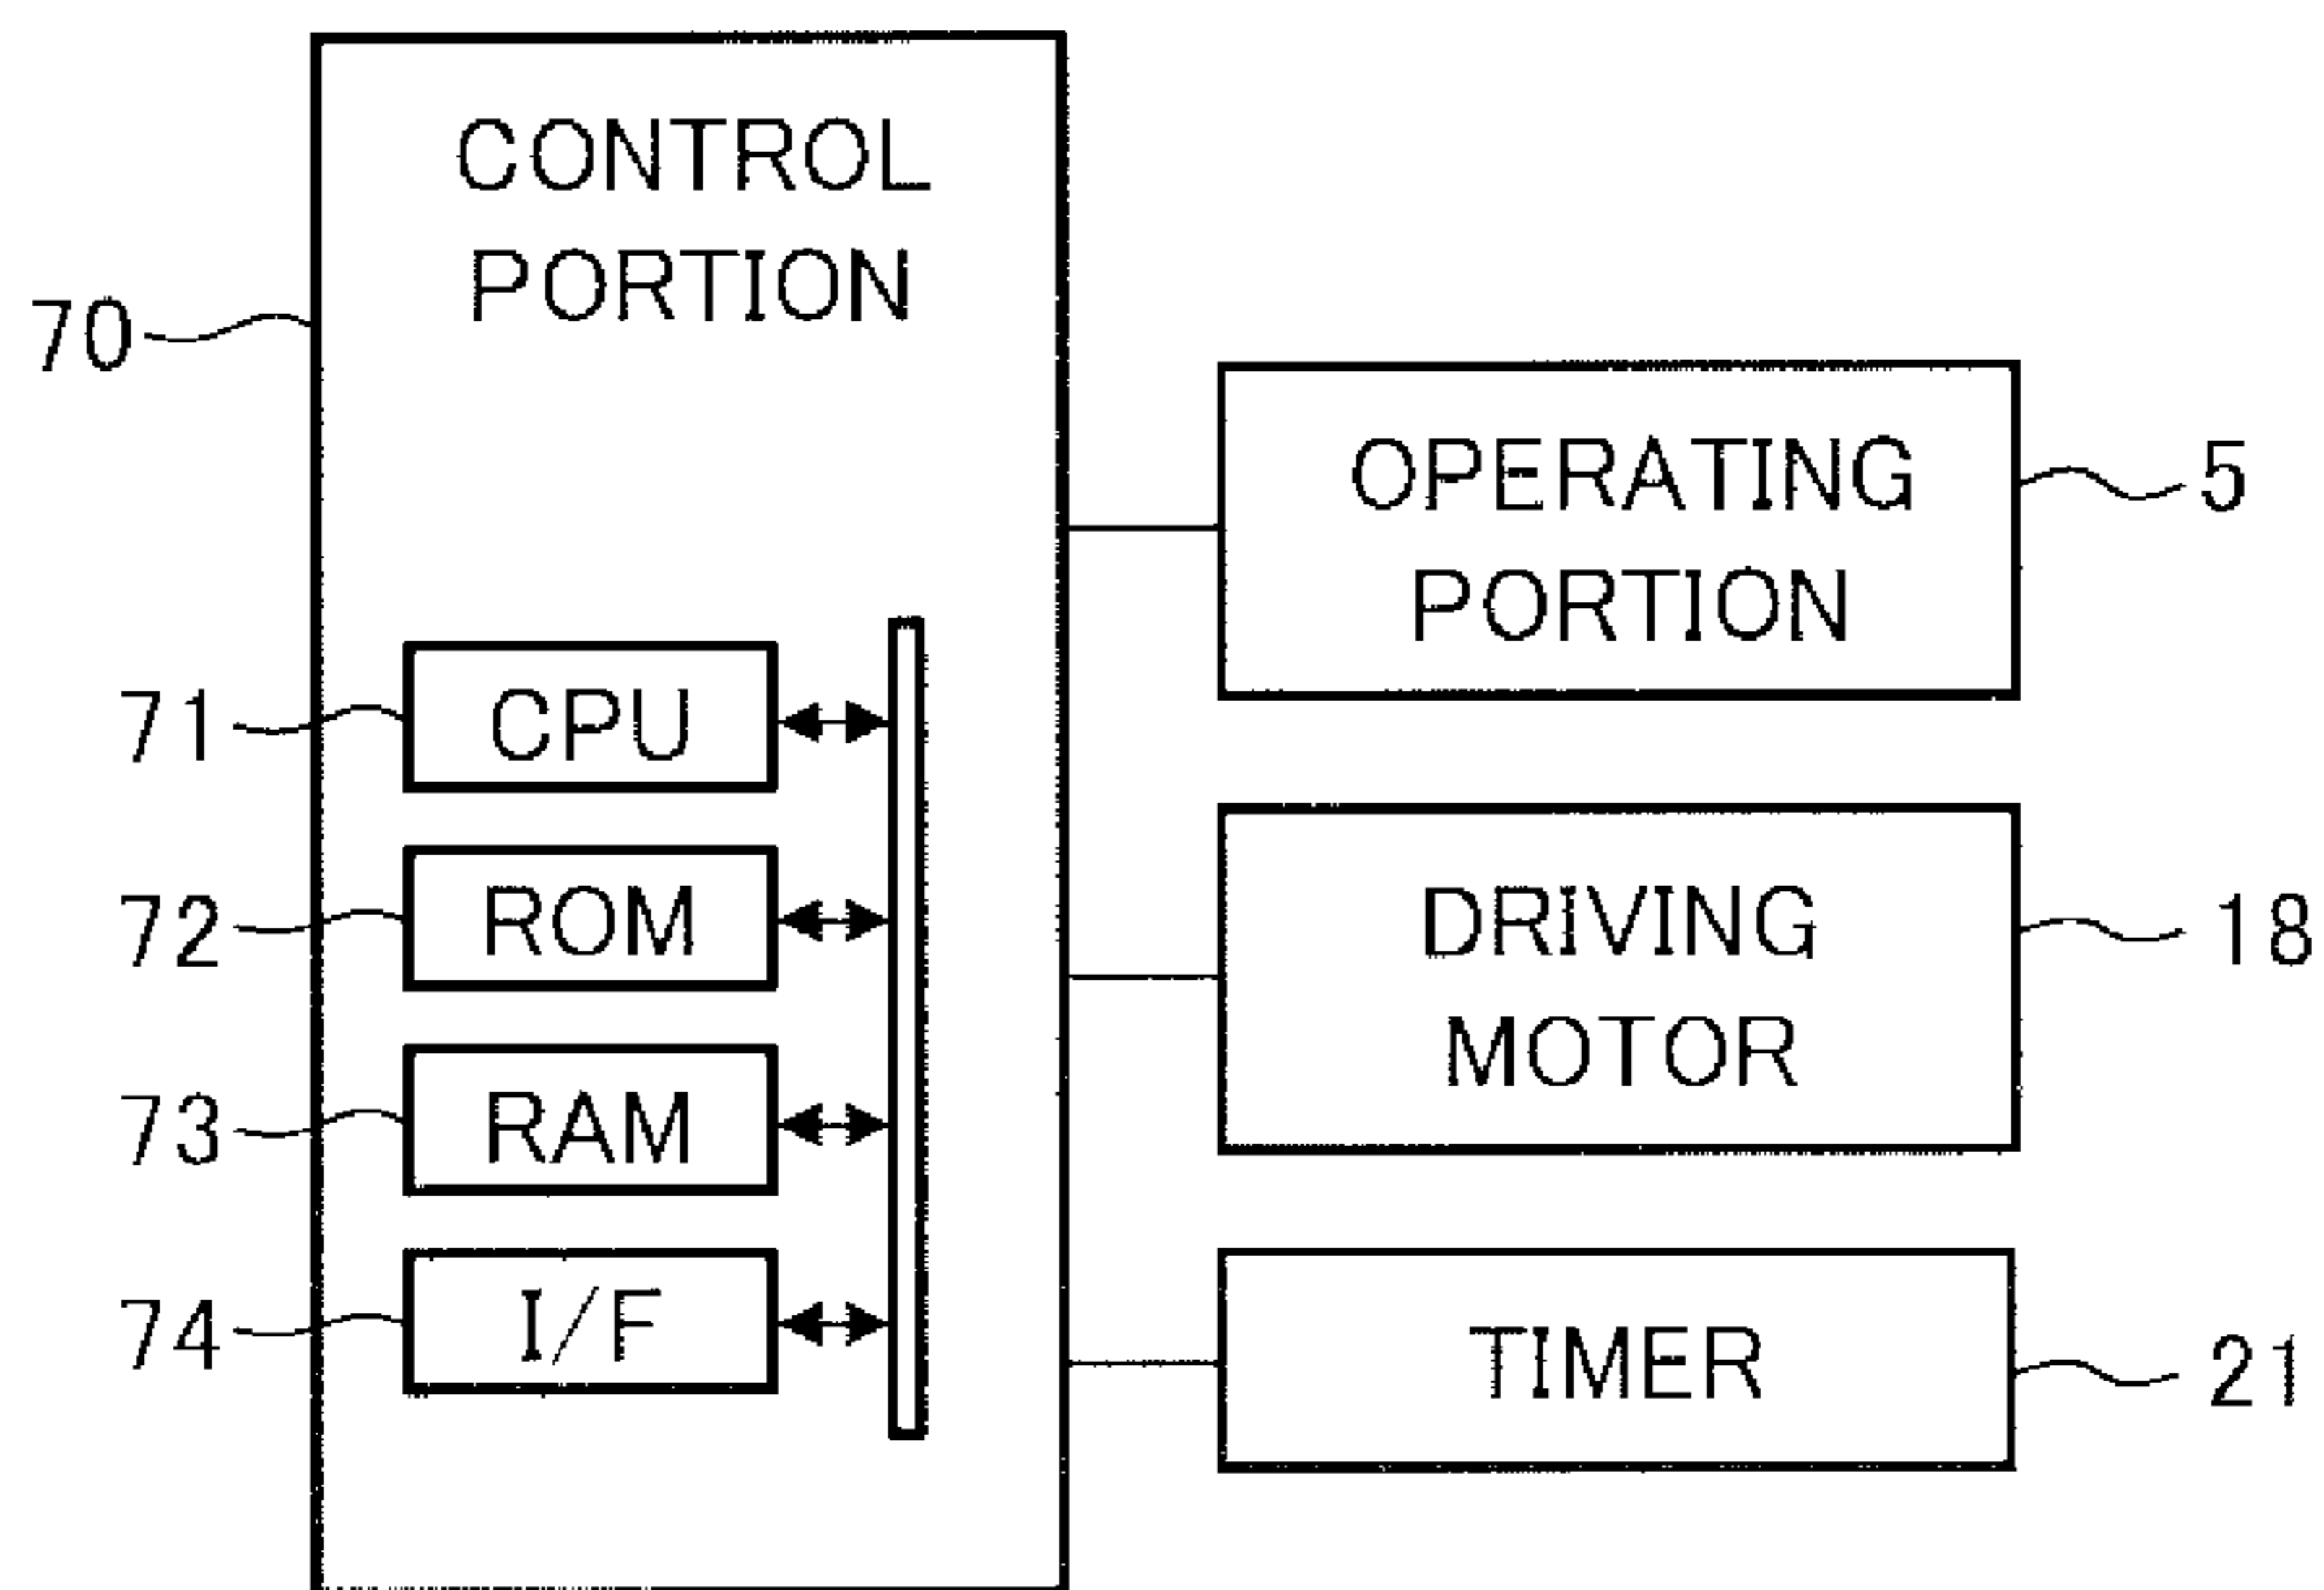 CONTROL
PORTION
70
OPERATING
PORTION
5
71
CPU
72
ROM
DRIVING
MOTOR
18
73
RAM
74
I/F
TIMER
21